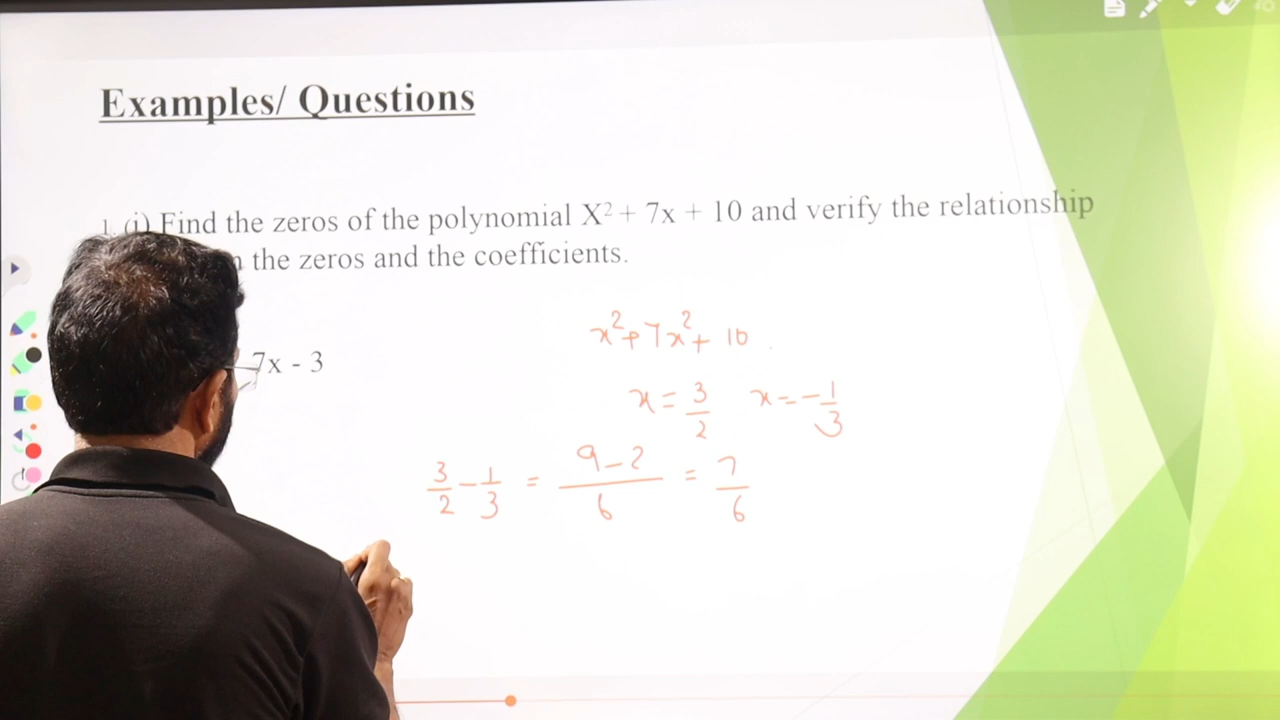 Examples/ Questions
1. (i) Find the zeros of the polynomial X² + 7x + 10 and verify the relationship
the zeros and the coefficients.
x²+7x²+ 10
7x - 3
x = 3/2 x = -1/3
3/2 - 1/3 = 9-2/6 = 7/6